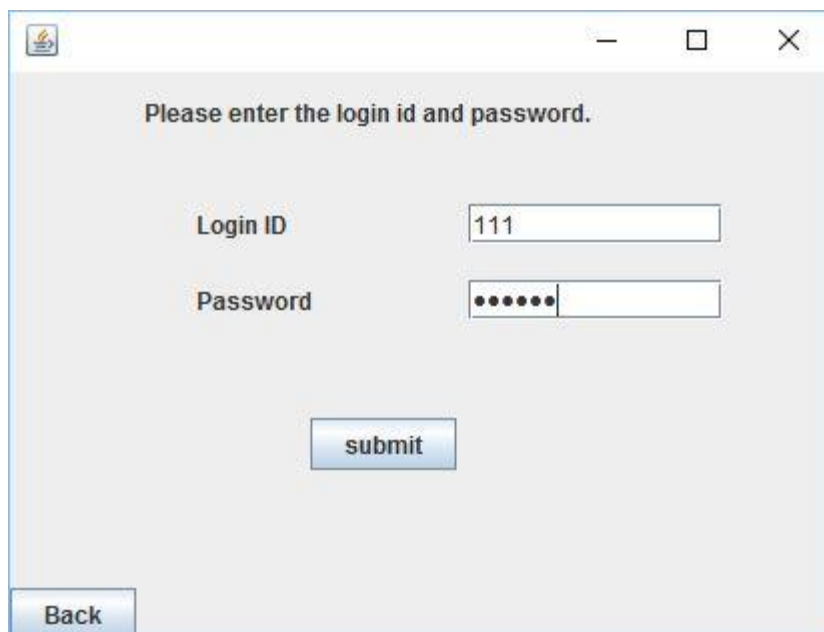 Please enter the login id and password.
Login ID 111
Password ••••••
submit
Back